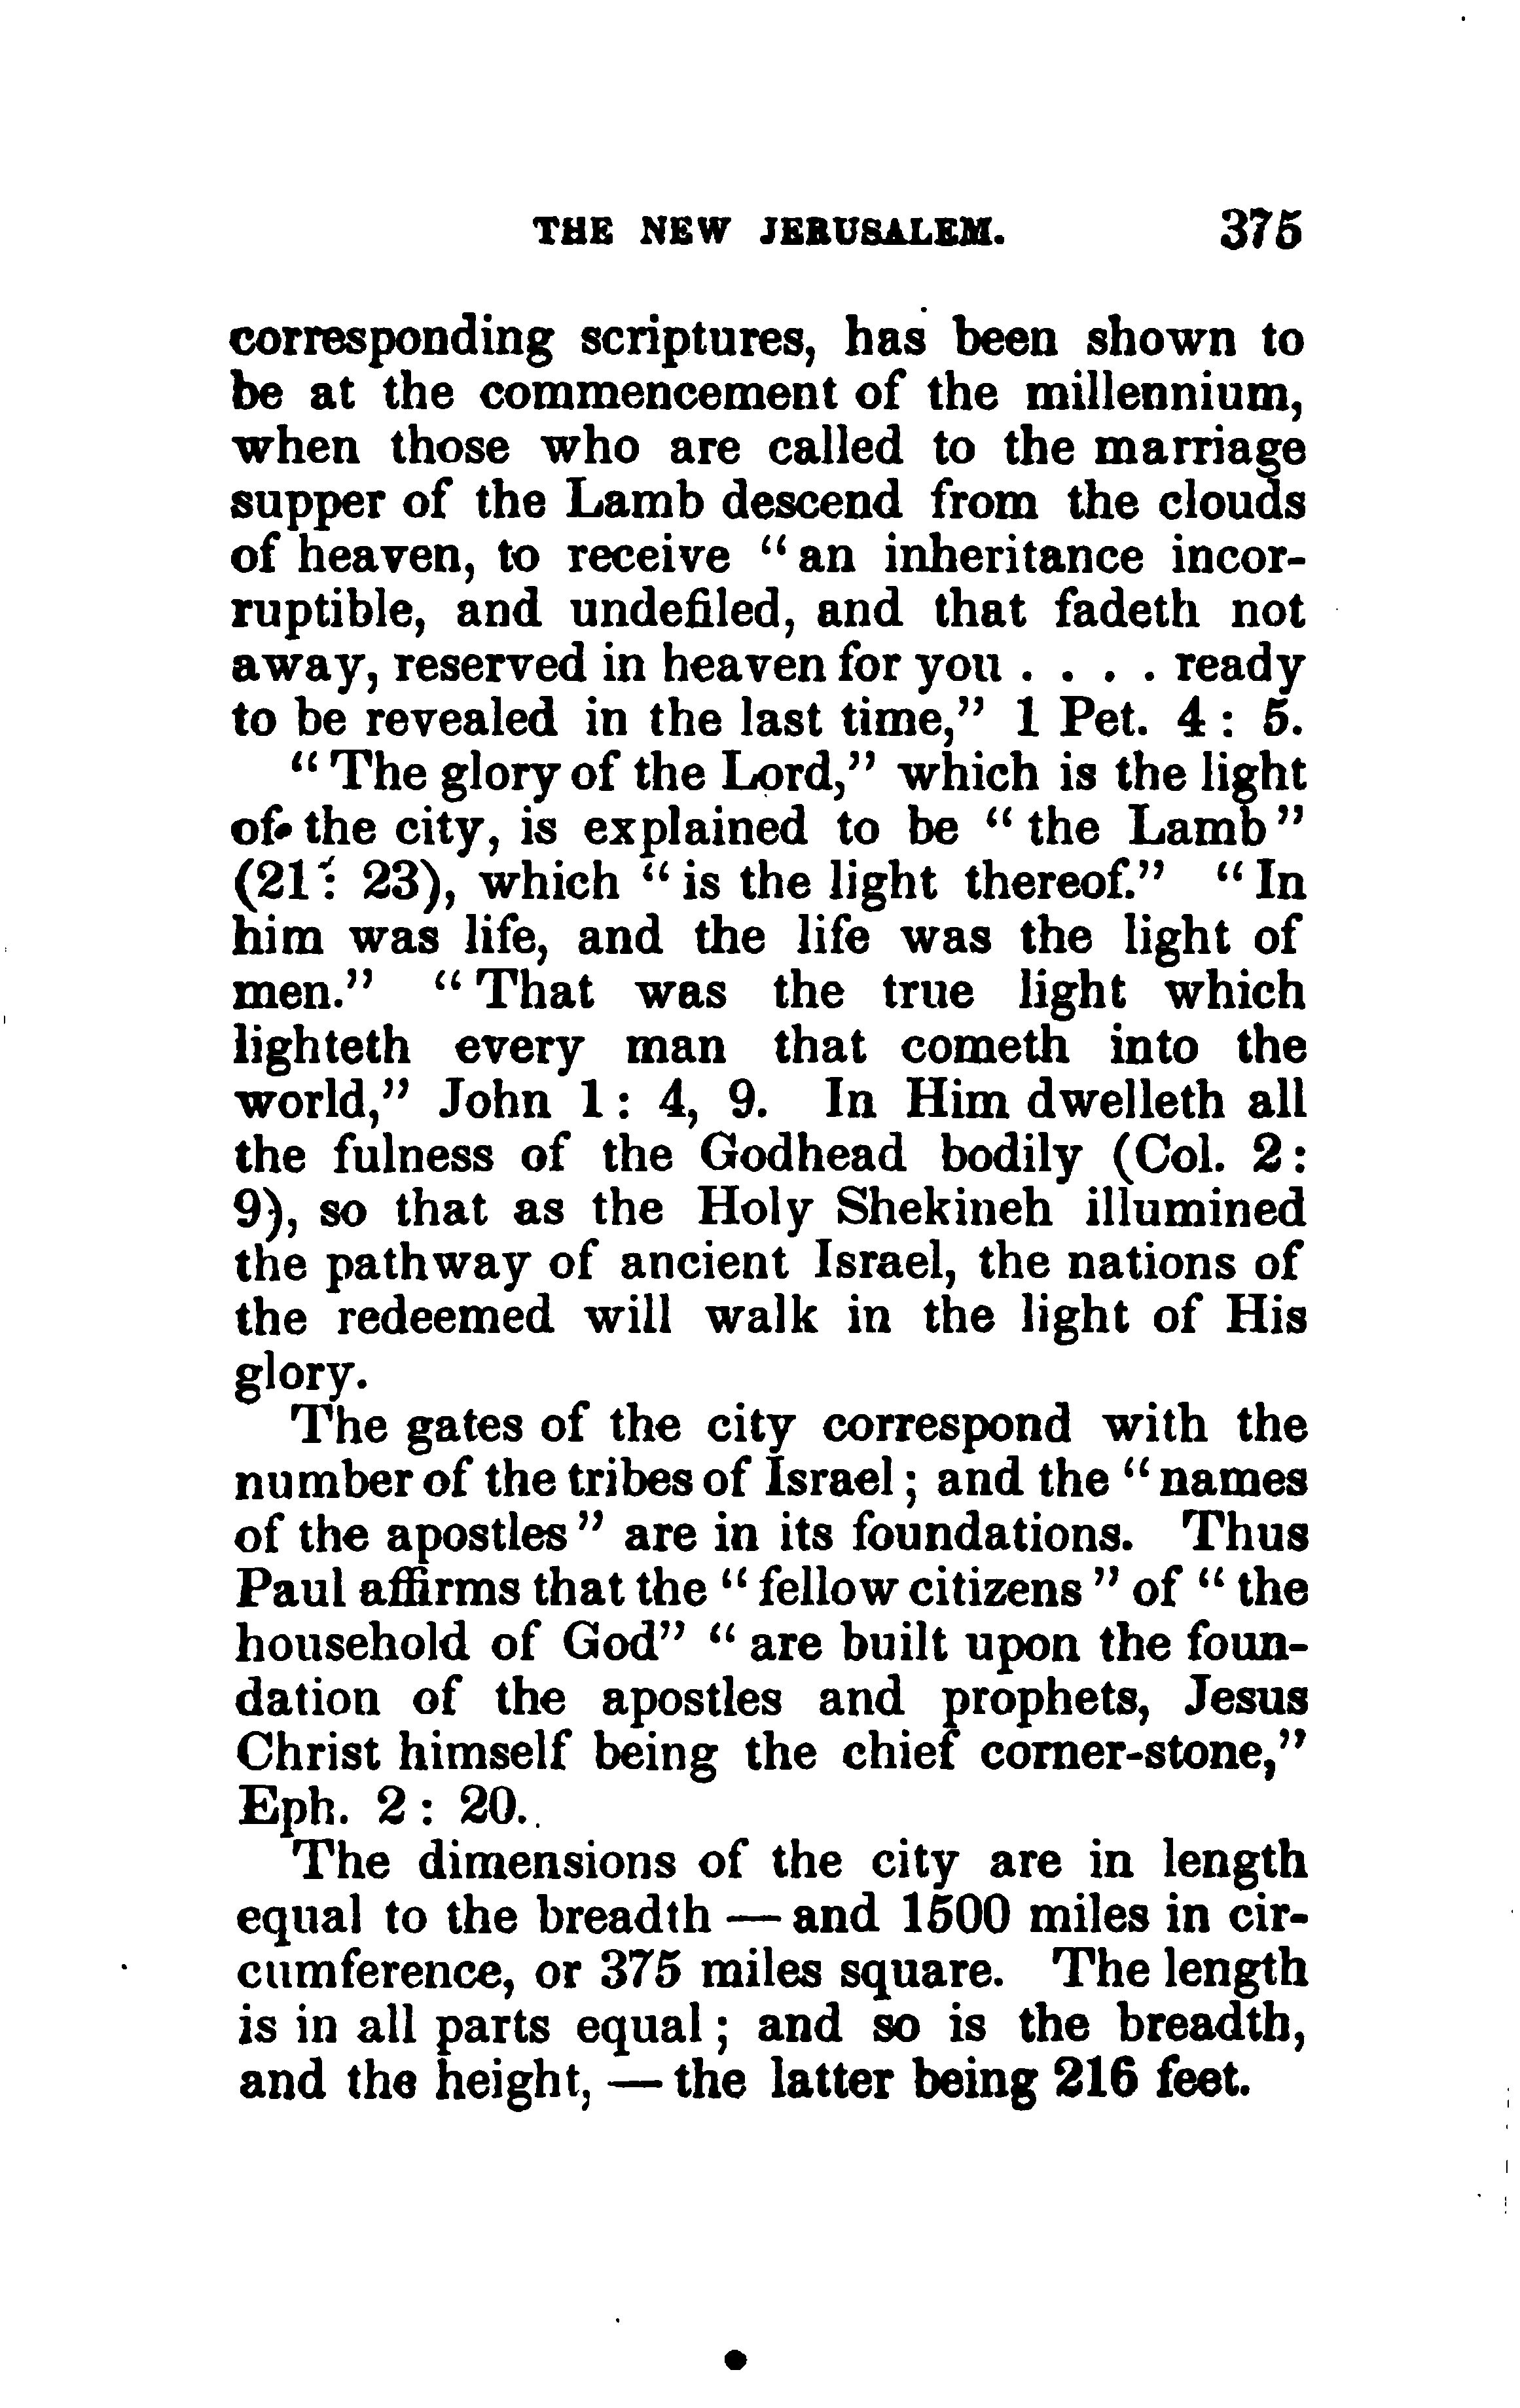 THE NEW JERUSALEM. 375
corresponding scriptures, has been shown to
be at the commencement of the millennium,
when those who are called to the marriage
supper of the Lamb descend from the clouds
of heaven, to receive "an inheritance incor-
ruptible, and undefiled, and that fadeth not
away, reserved in heaven for you . . . . ready
to be revealed in the last time," 1 Pet. 4: 5.
"The glory of the Lord," which is the light
of the city, is explained to be "the Lamb"
(21: 23), which "is the light thereof." "In
him was life, and the life was the light of
men." "That was the true light which
lighteth every man that cometh into the
world," John 1: 4, 9. In Him dwelleth all
the fulness of the Godhead bodily (Col. 2:
9), so that as the Holy Shekineh illumined
the pathway of ancient Israel, the nations of
the redeemed will walk in the light of His
glory.
The gates of the city correspond with the
number of the tribes of Israel; and the "names
of the apostles" are in its foundations. Thus
Paul affirms that the "fellow citizens" of "the
household of God" "are built upon the foun-
dation of the apostles and prophets, Jesus
Christ himself being the chief corner-stone,"
Eph. 2: 20.
The dimensions of the city are in length
equal to the breadth — and 1500 miles in cir-
cumference, or 375 miles square. The length
is in all parts equal; and so is the breadth,
and the height, — the latter being 216 feet.